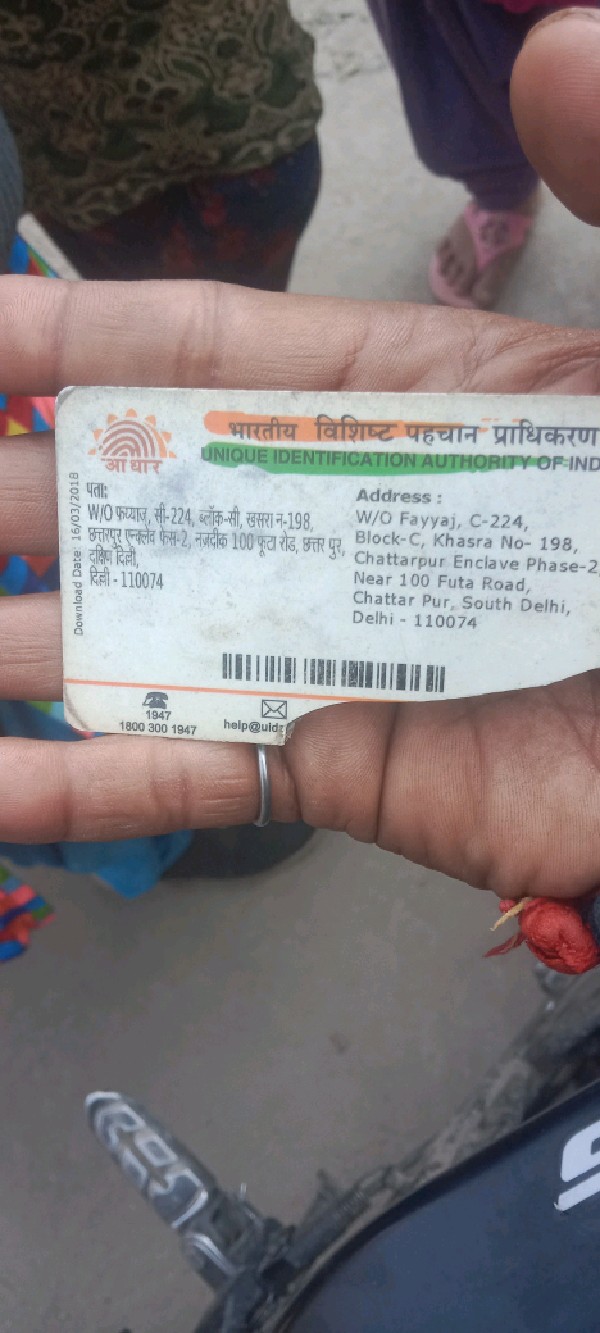 भारतीय विशिष्ट पहचान प्राधिकरण
UNIQUE IDENTIFICATION AUTHORITY OF IND
आधार
Download Date: 16/03/2018
पता:
W/O फय्याज, सी-224, ब्लॉक-सी, खसरा न-198,
छत्तरपुर एन्क्लेव फेस-2, नज़दीक 100 फूटा रोड, छत्तर पुर,
दक्षिण दिल्ली,
दिल्ली - 110074
Address :
W/O Fayyaj, C-224,
Block-C, Khasra No- 198,
Chattarpur Enclave Phase-2,
Near 100 Futa Road,
Chattar Pur, South Delhi,
Delhi - 110074
1947
1800 300 1947
help@uid
S